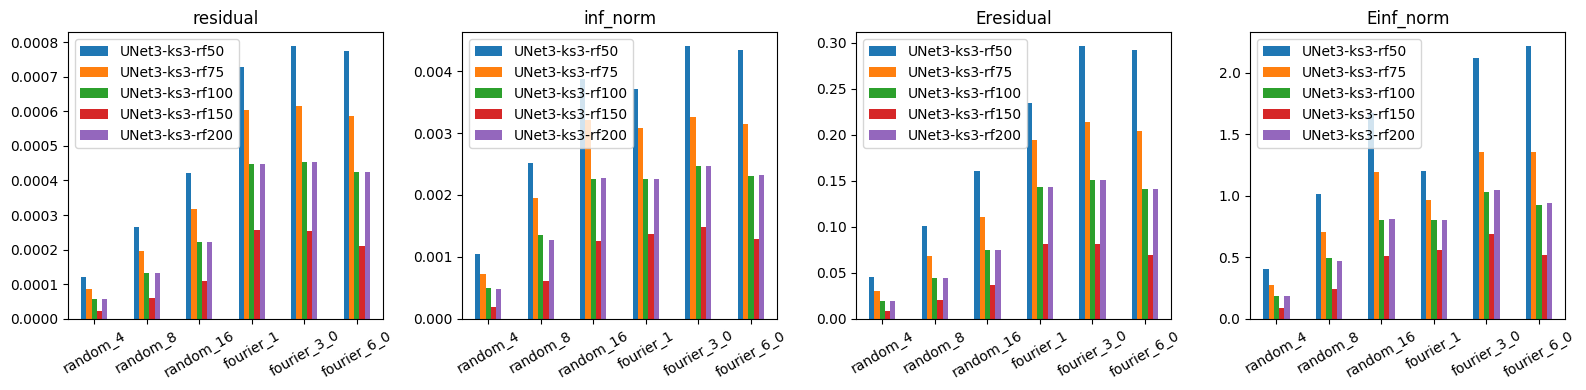 residual
0.0008
0.0007
0.0006
0.0005
0.0004
0.0003
0.0002
0.0001
0.0000
UNet3-ks3-rf50
UNet3-ks3-rf75
UNet3-ks3-rf100
UNet3-ks3-rf150
UNet3-ks3-rf200
random_4
random_8
random_16
fourier_1
fourier_3_0
fourier_6_0
inf_norm
0.004
0.003
0.002
0.001
0.000
UNet3-ks3-rf50
UNet3-ks3-rf75
UNet3-ks3-rf100
UNet3-ks3-rf150
UNet3-ks3-rf200
random_4
random_8
random_16
fourier_1
fourier_3_0
fourier_6_0
Eresidual
0.30
0.25
0.20
0.15
0.10
0.05
0.00
UNet3-ks3-rf50
UNet3-ks3-rf75
UNet3-ks3-rf100
UNet3-ks3-rf150
UNet3-ks3-rf200
random_4
random_8
random_16
fourier_1
fourier_3_0
fourier_6_0
Einf_norm
2.0
1.5
1.0
0.5
0.0
UNet3-ks3-rf50
UNet3-ks3-rf75
UNet3-ks3-rf100
UNet3-ks3-rf150
UNet3-ks3-rf200
random_4
random_8
random_16
fourier_1
fourier_3_0
fourier_6_0